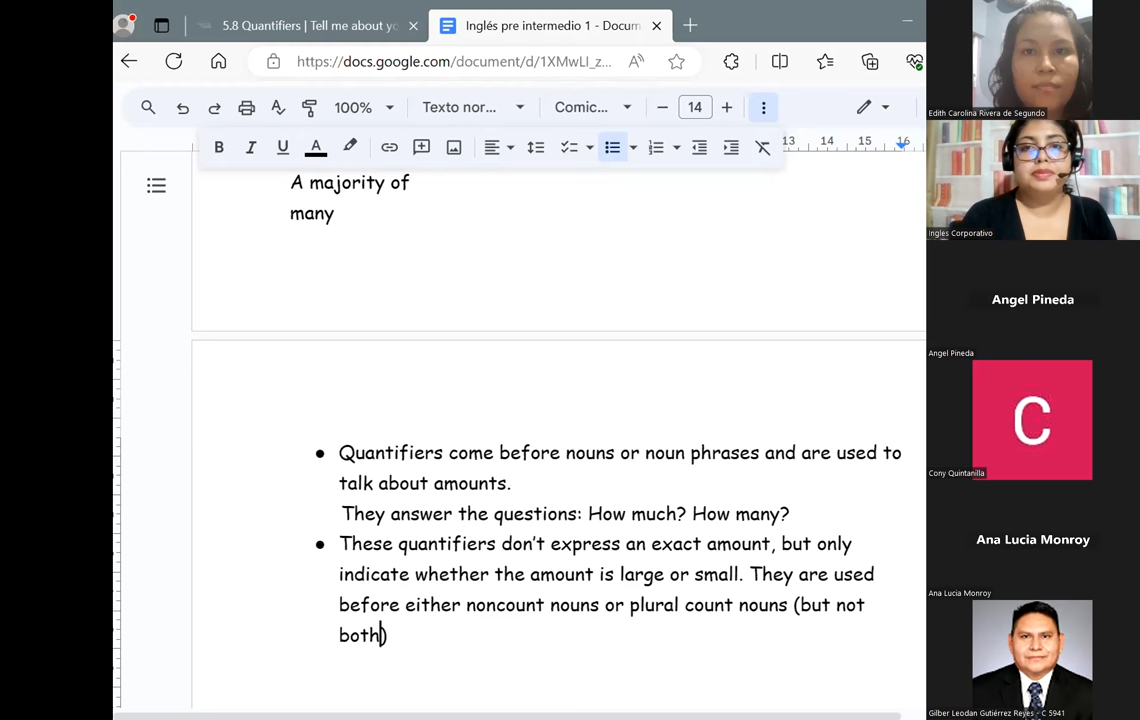 5.8 Quantifiers | Tell me about yo
Inglés pre intermedio 1 - Docum
https://docs.google.com/document/d/1XMwLI_z...
100%
Texto nor...
Comic...
14
13 14 15 16
A majority of
many
● Quantifiers come before nouns or noun phrases and are used to
talk about amounts.
They answer the questions: How much? How many?
● These quantifiers don't express an exact amount, but only
indicate whether the amount is large or small. They are used
before either noncount nouns or plural count nouns (but not
both)
Edith Carolina Rivera de Segundo
Ingles Corporativo
Angel Pineda
Angel Pineda
C
Cony Quintanilla
Ana Lucia Monroy
Ana Lucia Monroy
Gilber Leodan Gutiérrez Reyes - C 5941